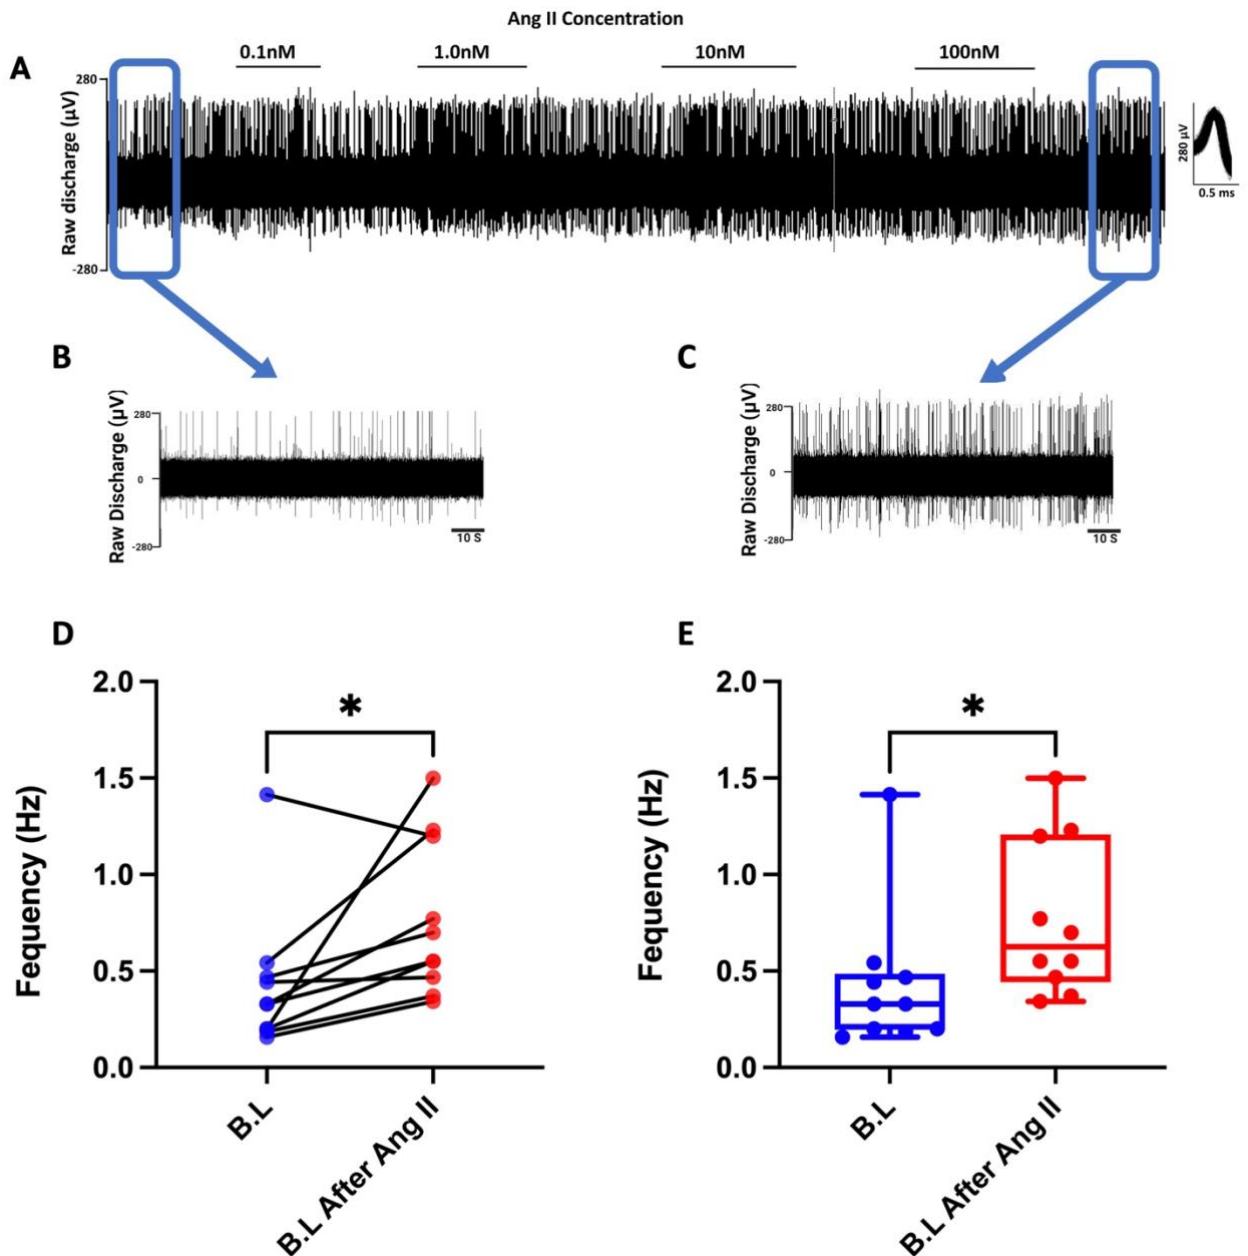 Ang II Concentration
0.1nM 1.0nM 10nM 100nM
A
280
Raw discharge (µV)
-280
280 µV
0.5 ms
B
Raw Discharge (µV)
280
0
-280
10 S
C
Raw Discharge (µV)
280
0
-280
10 S
D
*
Fequency (Hz)
2.0
1.5
1.0
0.5
0.0
B.L
B.L After Ang II
E
*
Fequency (Hz)
2.0
1.5
1.0
0.5
0.0
B.L
B.L After Ang II